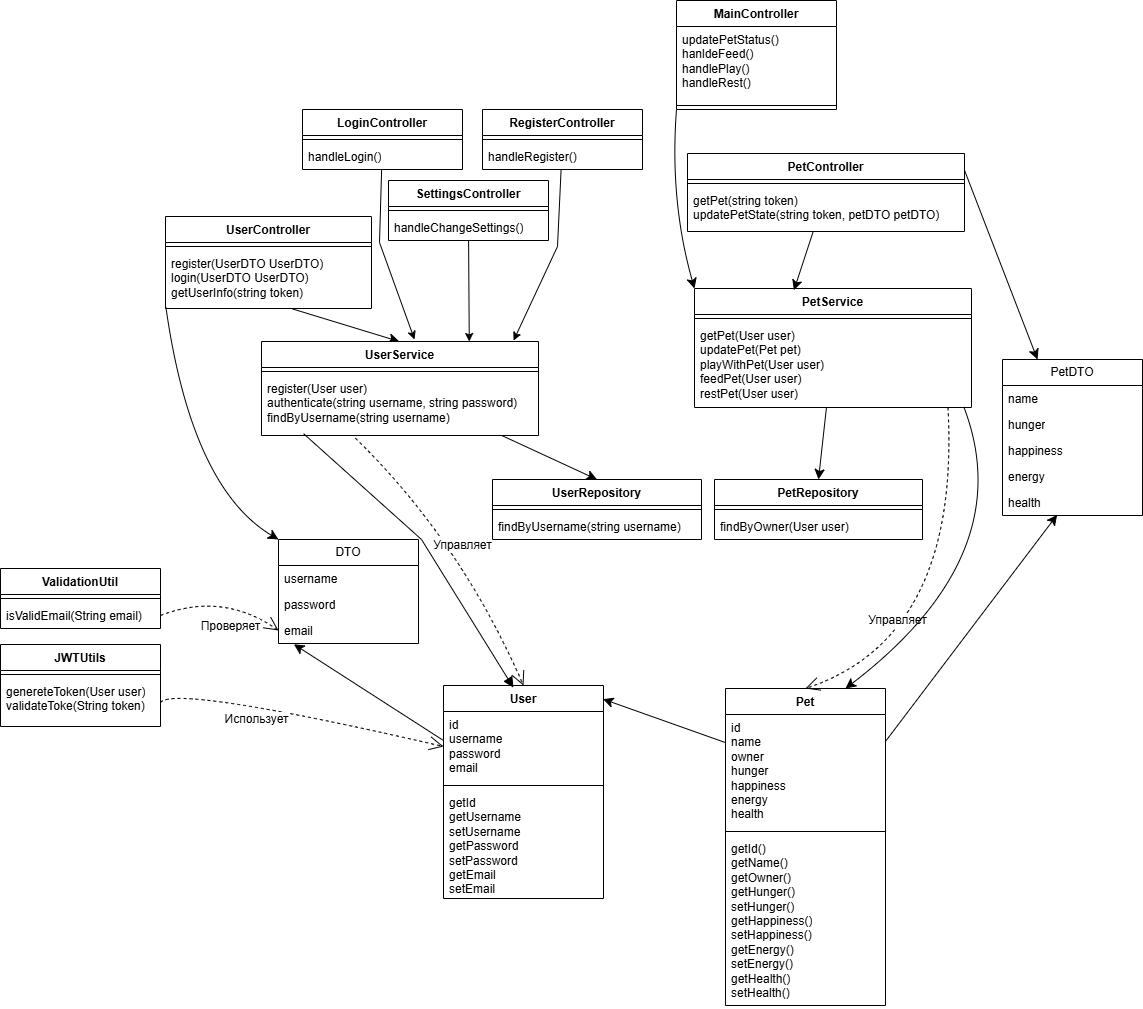 MainController
updatePetStatus()
hanldeFeed()
handlePlay()
handleRest()
LoginController
handleLogin()
RegisterController
handleRegister()
SettingsController
handleChangeSettings()
PetController
getPet(string token)
updatePetState(string token, petDTO petDTO)
UserController
register(UserDTO UserDTO)
login(UserDTO UserDTO)
getUserInfo(string token)
PetService
getPet(User user)
updatePet(Pet pet)
playWithPet(User user)
feedPet(User user)
restPet(User user)
UserService
register(User user)
authenticate(string username, string password)
findByUsername(string username)
PetDTO
name
hunger
happiness
energy
health
UserRepository
findByUsername(string username)
PetRepository
findByOwner(User user)
Управляет
DTO
username
password
email
ValidationUtil
isValidEmail(String email)
Проверяет
Управляет
JWTUtils
genereteToken(User user)
validateToke(String token)
Использует
User
id
username
password
email
getId
getUsername
setUsername
getPassword
setPassword
getEmail
setEmail
Pet
id
name
owner
hunger
happiness
energy
health
getId()
getName()
getOwner()
getHunger()
setHunger()
getHappiness()
setHappiness()
getEnergy()
setEnergy()
getHealth()
setHealth()